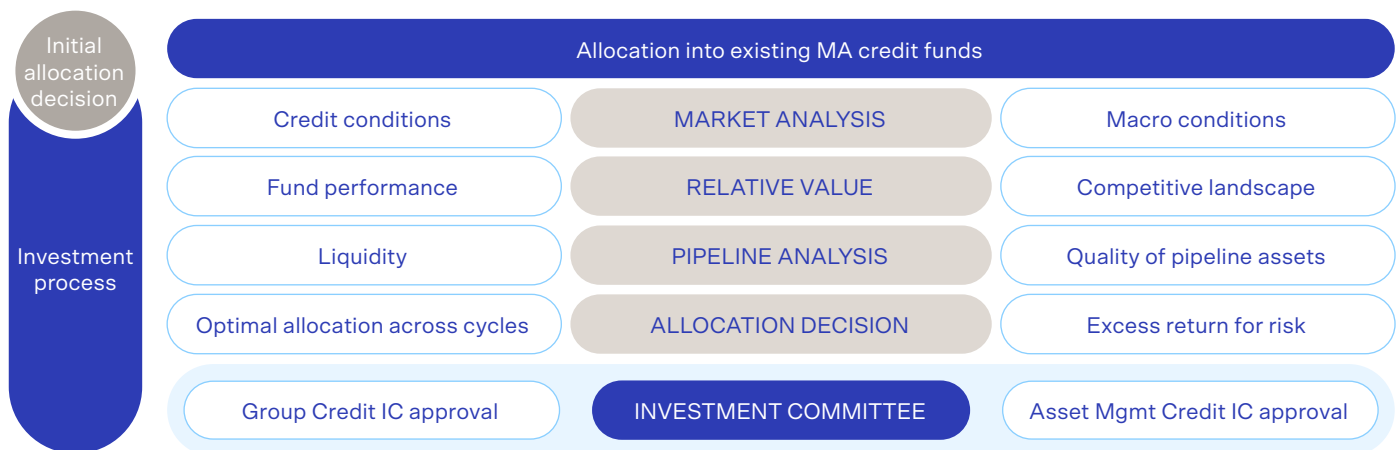 Initial
allocation
decision
Allocation into existing MA credit funds
Credit conditions
MARKET ANALYSIS
Macro conditions
Fund performance
RELATIVE VALUE
Competitive landscape
Investment
process
Liquidity
PIPELINE ANALYSIS
Quality of pipeline assets
Optimal allocation across cycles
ALLOCATION DECISION
Excess return for risk
Group Credit IC approval
INVESTMENT COMMITTEE
Asset Mgmt Credit IC approval